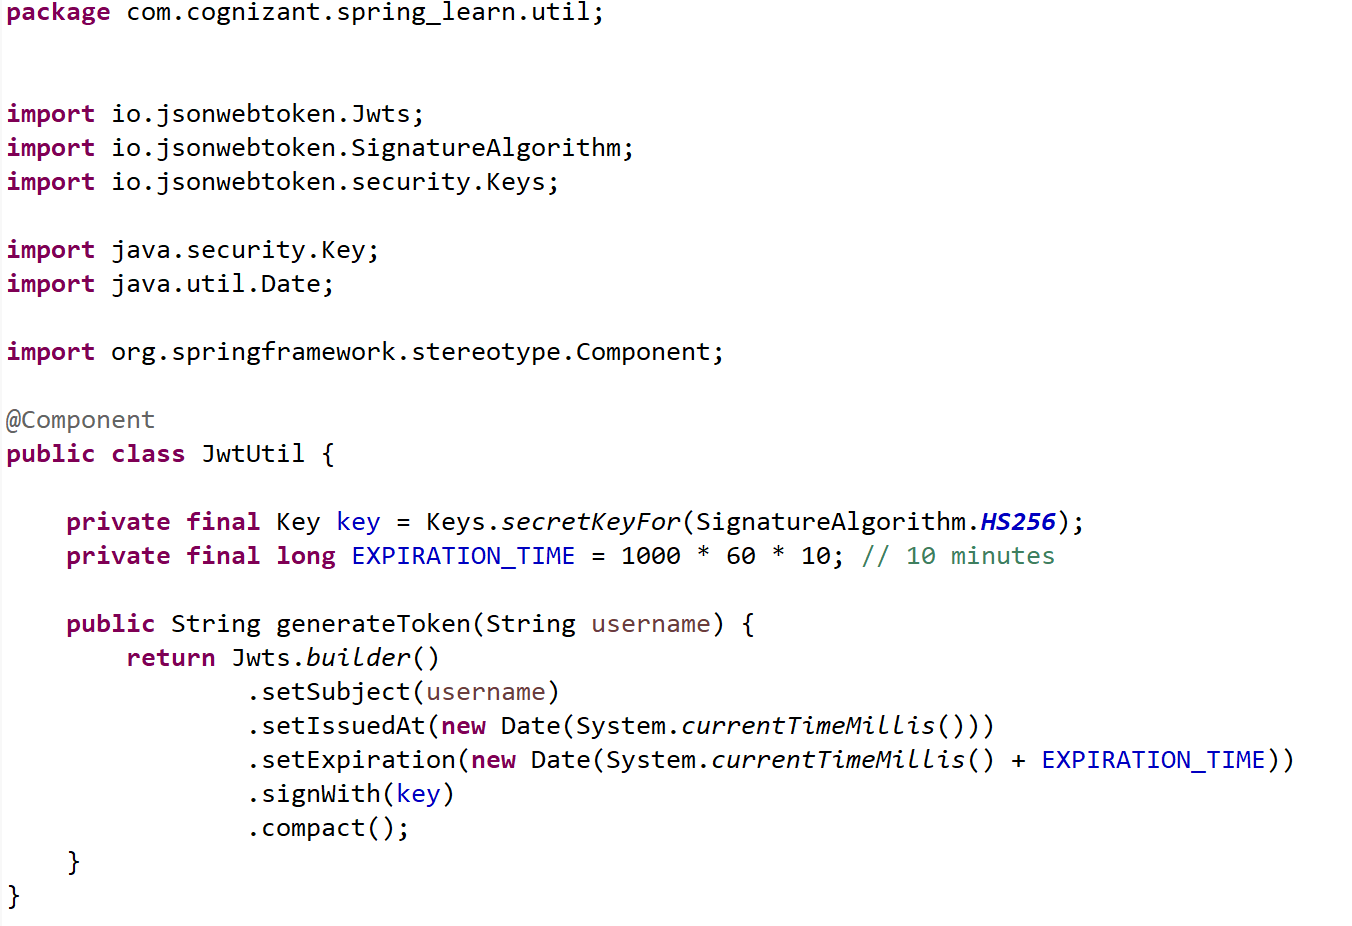 package com.cognizant.spring_learn.util;
import io.jsonwebtoken.Jwts;
import io.jsonwebtoken.SignatureAlgorithm;
import io.jsonwebtoken.security.Keys;
import java.security.Key;
import java.util.Date;
import org.springframework.stereotype.Component;
@Component
public class JwtUtil {
    private final Key key = Keys.secretKeyFor(SignatureAlgorithm.HS256);
    private final long EXPIRATION_TIME = 1000 * 60 * 10; // 10 minutes
    public String generateToken(String username) {
        return Jwts.builder()
                .setSubject(username)
                .setIssuedAt(new Date(System.currentTimeMillis()))
                .setExpiration(new Date(System.currentTimeMillis() + EXPIRATION_TIME))
                .signWith(key)
                .compact();
    }
}